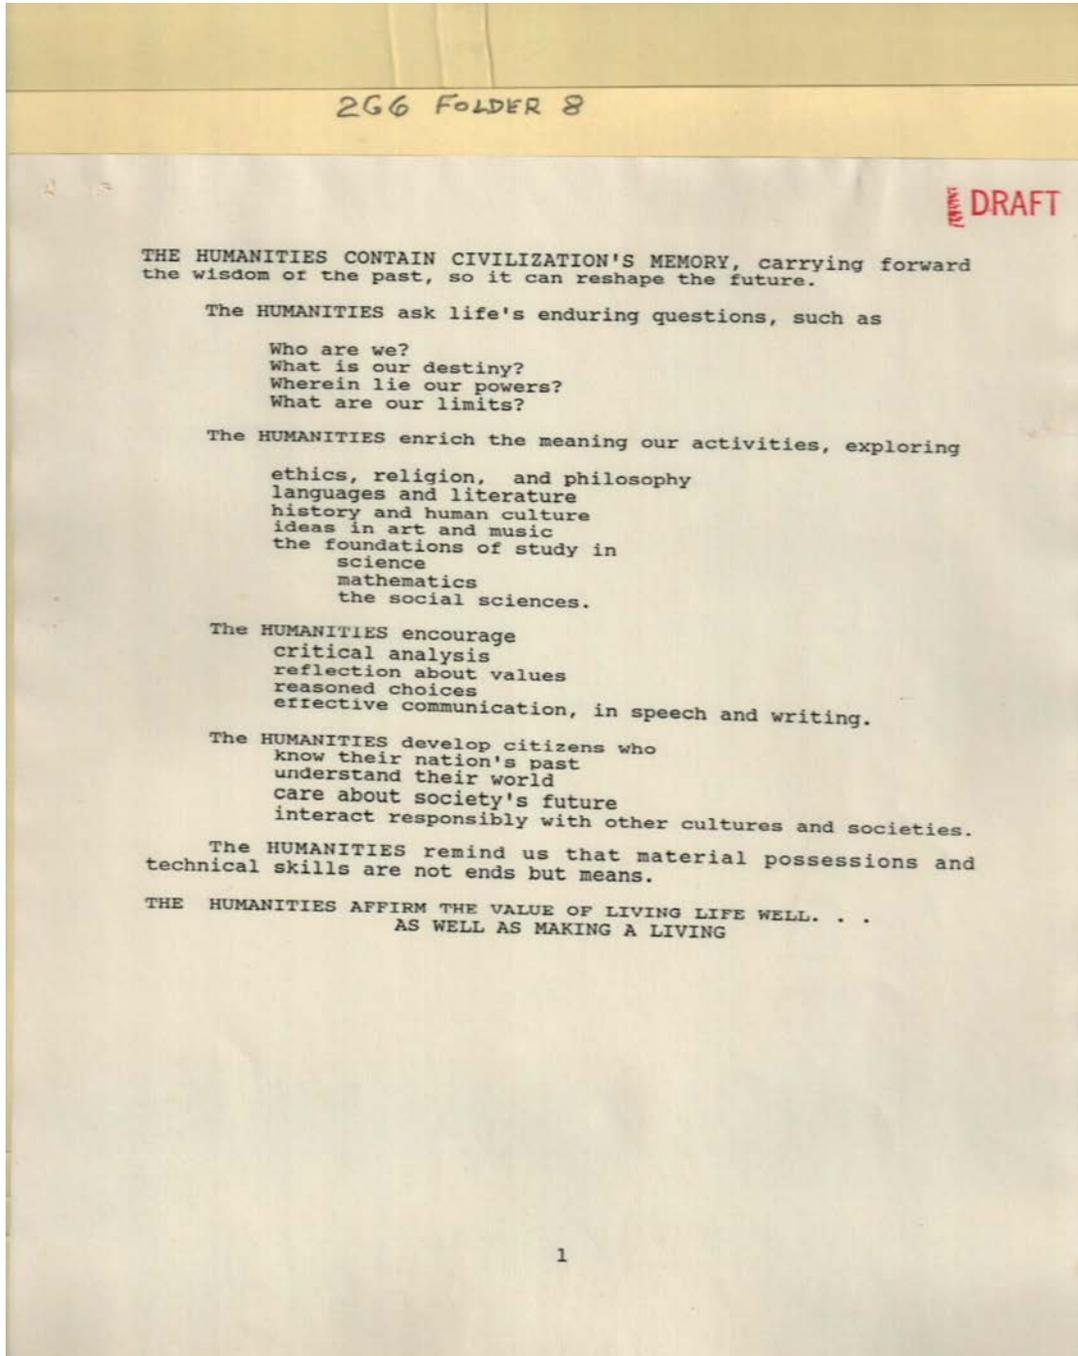 2G6 FOLDER 8
DRAFT
THE HUMANITIES CONTAIN CIVILIZATION'S MEMORY, carrying forward
the wisdom of the past, so it can reshape the future.
The HUMANITIES ask life's enduring questions, such as
Who are we?
What is our destiny?
Wherein lie our powers?
What are our limits?
The HUMANITIES enrich the meaning our activities, exploring
ethics, religion, and philosophy
languages and literature
history and human culture
ideas in art and music
the foundations of study in
science
mathematics
the social sciences.
The HUMANITIES encourage
critical analysis
reflection about values
reasoned choices
effective communication, in speech and writing.
The HUMANITIES develop citizens who
know their nation's past
understand their world
care about society's future
interact responsibly with other cultures and societies.
The HUMANITIES remind us that material possessions and
technical skills are not ends but means.
THE HUMANITIES AFFIRM THE VALUE OF LIVING LIFE WELL. . .
AS WELL AS MAKING A LIVING
1